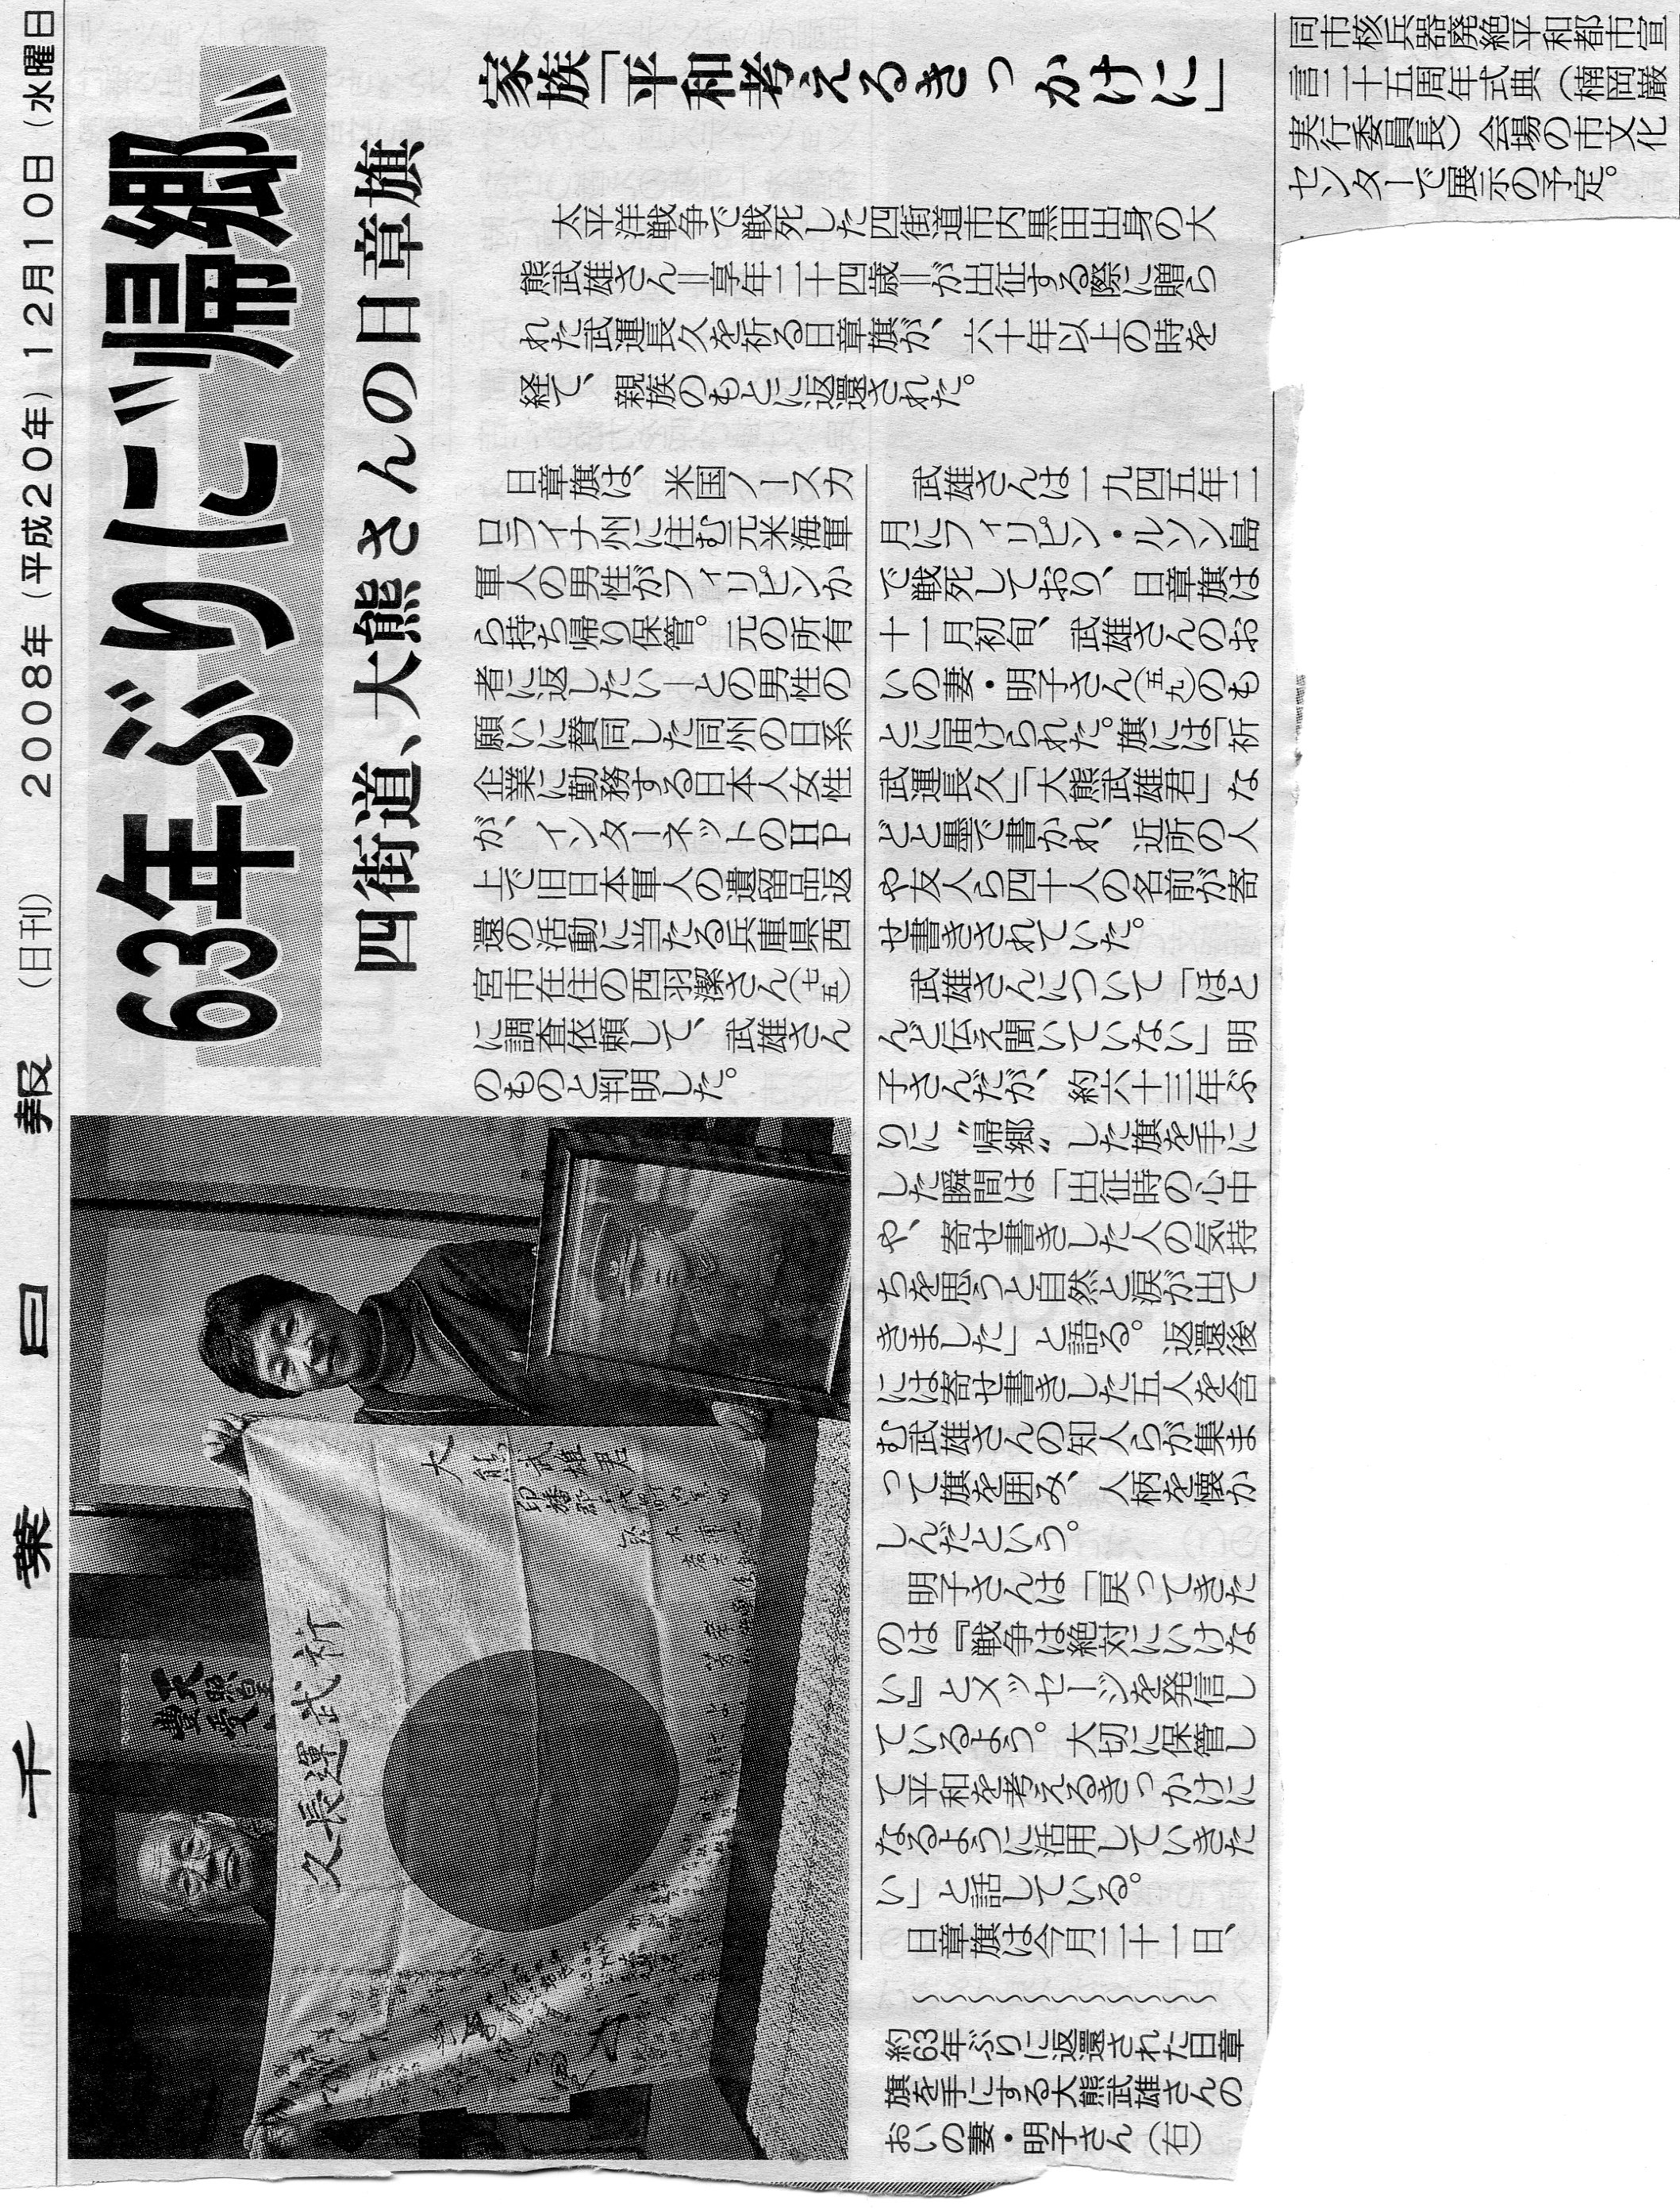 千葉日報（日刊）　2008年（平成20年）12月10日（水曜日
63年ぶりに〝帰郷〟
四街道、大熊さんの日章旗
家族「平和考えるきっかけに」
太平洋戦争で戦死した四街道市内黒田出身の大
熊武雄さん＝享年二十四歳＝が出征する際に贈ら
れた武運長久を祈る日章旗が、六十年以上の時を
経て、親族のもとに返還された。
日章旗は、米国ノースカ
ロライナ州に住む元米海軍
軍人の男性がフィリピンか
ら持ち帰り保管。元の所有
者に返したい―との男性の
願いに賛同した同州の日系
企業に勤務する日本人女性
が、インターネットのＨＰ
上で旧日本軍人の遺留品返
還の活動に当たる兵庫県西
宮市在住の西羽潔さん（七五）
に調査依頼して、武雄さん
のものと判明した。
武雄さんは一九四五年二
月にフィリピン・ルソン島
で戦死しており、日章旗は
十一月初旬、武雄さんのお
いの妻・明子さん（五九）のも
とに届けられた。旗には「祈
武運長久」「大熊武雄君」な
どと墨で書かれ、近所の人
や友人ら四十人の名前が寄
せ書きされていた。
武雄さんについて「ほと
んど伝え聞いていない」明
子さんだが、約六十三年ぶ
りに〝帰郷〟した旗を手に
した瞬間は「出征時の心中
や、寄せ書きした人の気持
ちを思うと自然と涙が出て
きました」と語る。返還後
には寄せ書きした五人を含
む武雄さんの知人らが集ま
って旗を囲み、人柄を懐か
しんだという。
明子さんは「戻ってきた
のは『戦争は絶対にいけな
い』とメッセージを発信し
ているよう。大切に保管し
て平和を考えるきっかけに
なるように活用していきた
い」と話している。
日章旗は今月二十一日、
同市核兵器廃絶平和都市宣
言二十五周年式典（楠岡巌
実行委員長）会場の市文化
センターで展示の予定。
約63年ぶりに返還された日章
旗を手にする大熊武雄さんの
おいの妻・明子さん（右）
祈武運長久
大熊武雄君
天照皇
豊受